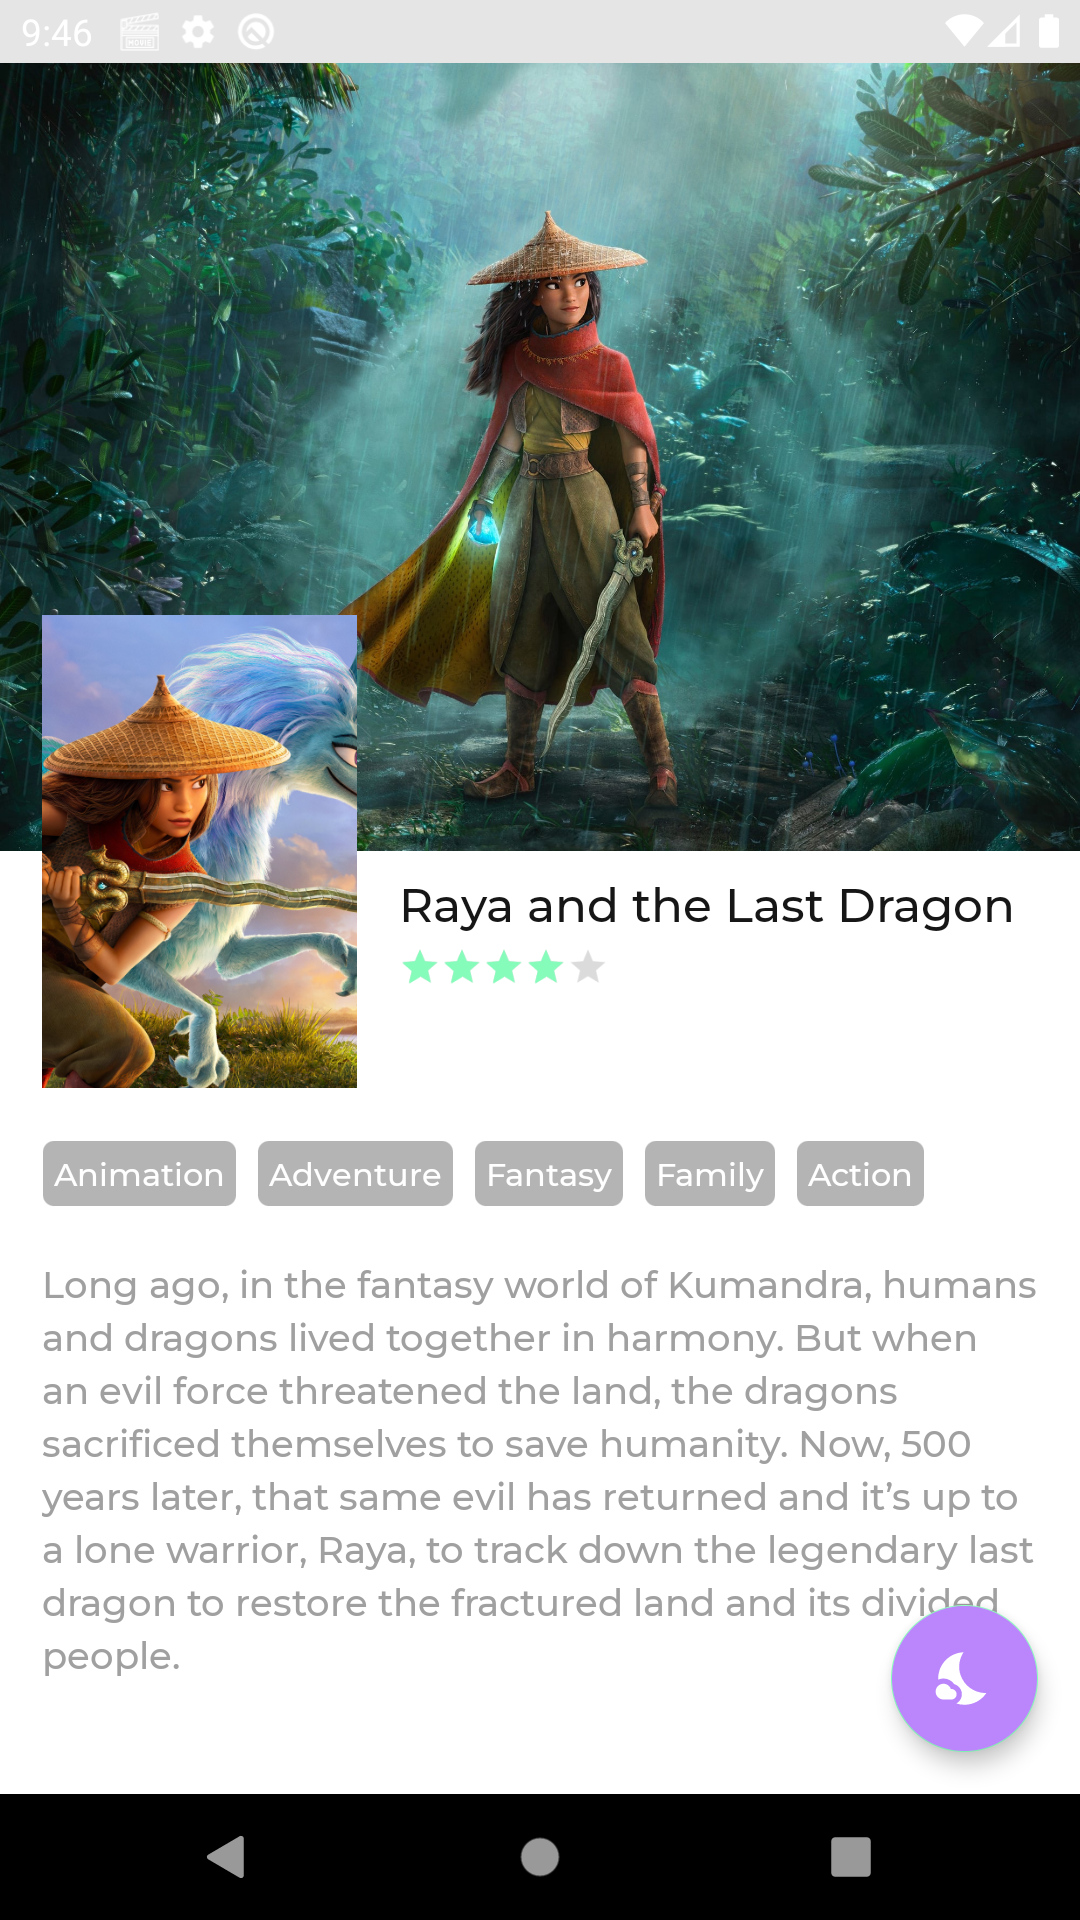 9:46
MOVIE
Raya and the Last Dragon
Animation Adventure Fantasy Family Action
Long ago, in the fantasy world of Kumandra, humans
and dragons lived together in harmony. But when
an evil force threatened the land, the dragons
sacrificed themselves to save humanity. Now, 500
years later, that same evil has returned and it’s up to
a lone warrior, Raya, to track down the legendary last
dragon to restore the fractured land and its divided
people.